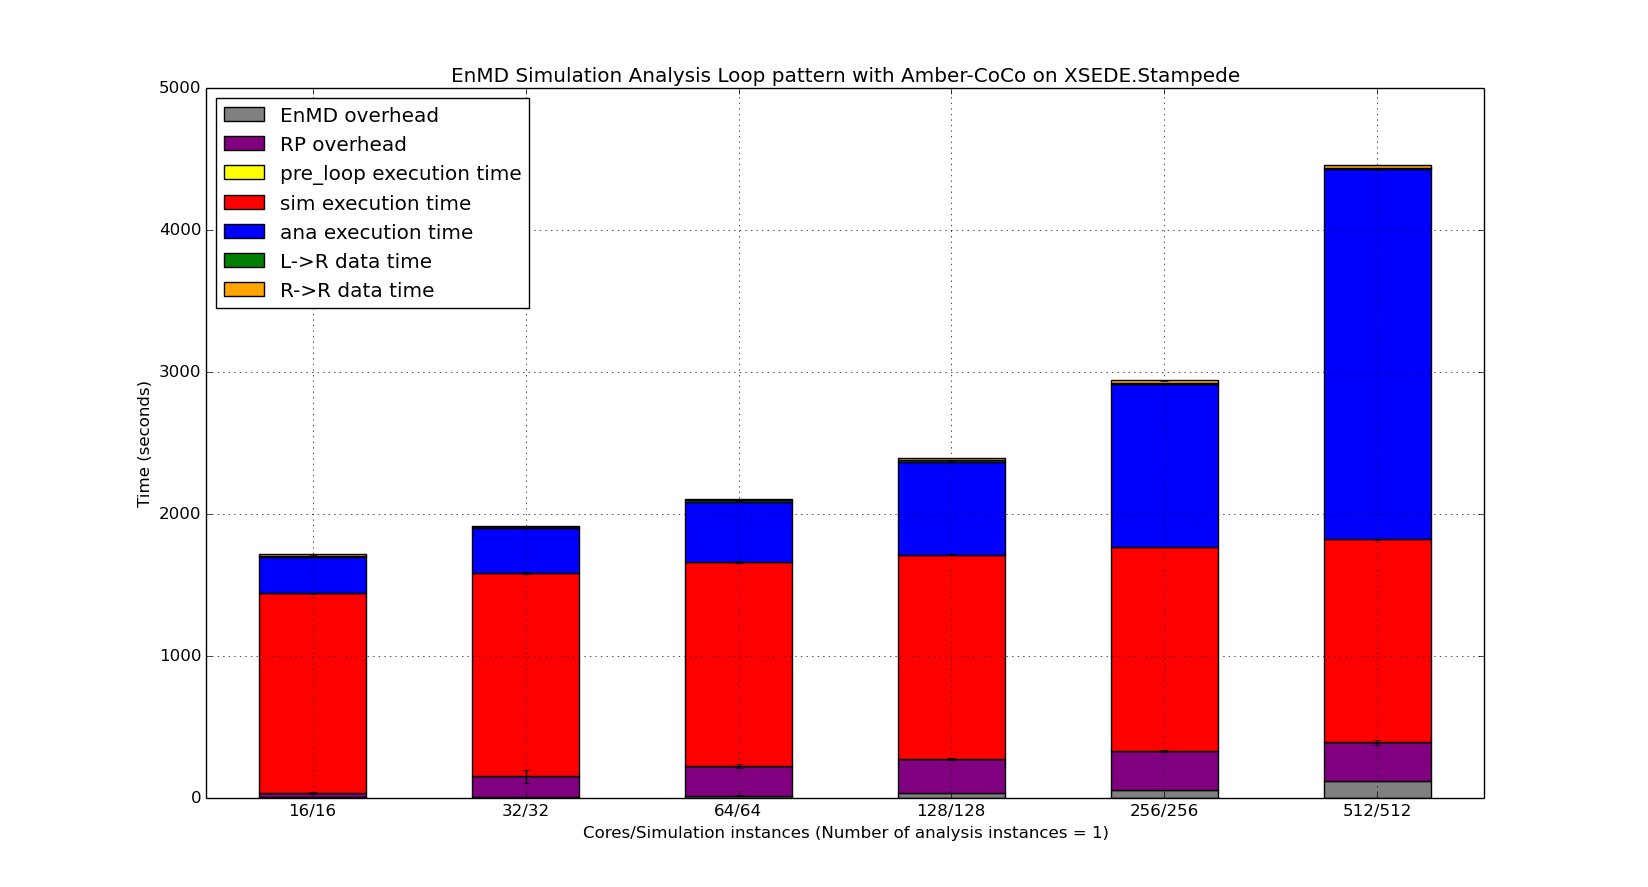 EnMD Simulation Analysis Loop pattern with Amber-CoCo on XSEDE.Stampede
5000
4000
3000
2000
1000
0
Time (seconds)
EnMD overhead
RP overhead
pre_loop execution time
sim execution time
ana execution time
L->R data time
R->R data time
16/16
32/32
64/64
128/128
256/256
512/512
Cores/Simulation instances (Number of analysis instances = 1)